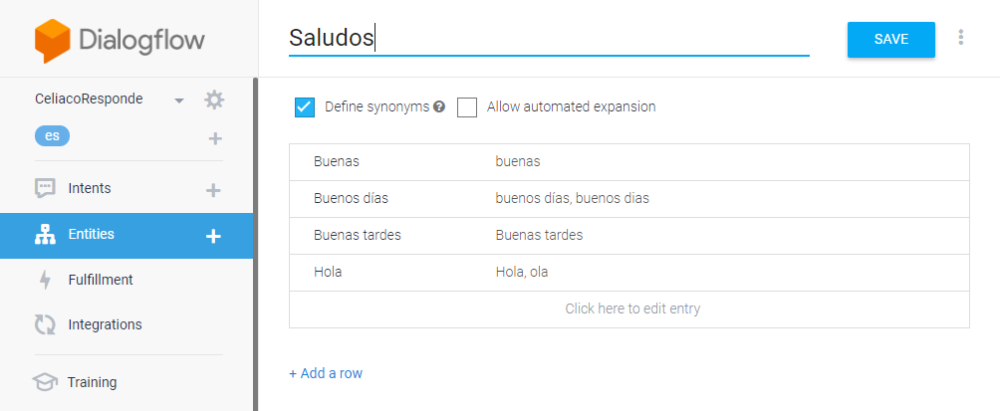 Dialogflow
Saludos
SAVE
CeliacoResponde
es
Define synonyms ?
Allow automated expansion
Buenas buenas
Buenos días buenos días, buenos dias
Buenas tardes Buenas tardes
Hola Hola, ola
Click here to edit entry
+ Add a row
Intents
Entities
Fulfillment
Integrations
Training